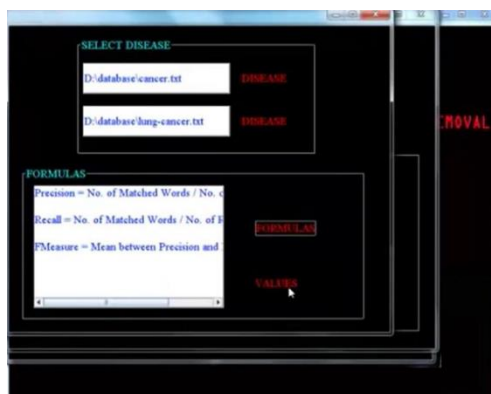 SELECT DISEASE
D:\database\cancer.txt DISEASE
D:\database\lung-cancer.txt DISEASE
EMOVAL
FORMULAS
Precision = No. of Matched Words / No. o
Recall = No. of Matched Words / No. of R
FORMULAS
FMeasure = Mean between Precision and
VALUES